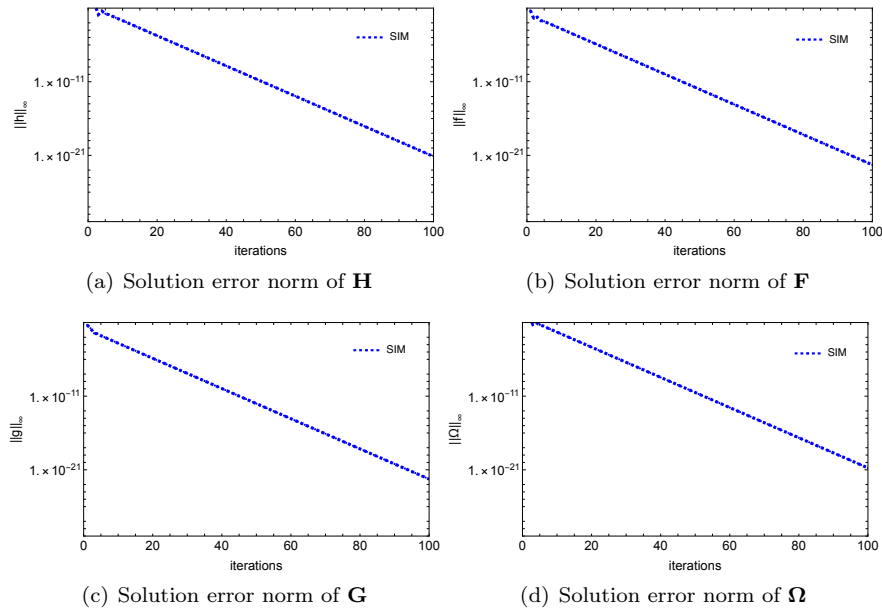 SIM
1. × 10⁻¹¹
||h||∞
1. × 10⁻²¹
0 20 40 60 80 100
iterations
(a) Solution error norm of H
SIM
1. × 10⁻¹¹
||f||∞
1. × 10⁻²¹
0 20 40 60 80 100
iterations
(b) Solution error norm of F
SIM
1. × 10⁻¹¹
||g||∞
1. × 10⁻²¹
0 20 40 60 80 100
iterations
(c) Solution error norm of G
SIM
1. × 10⁻¹¹
||Ω||∞
1. × 10⁻²¹
0 20 40 60 80 100
iterations
(d) Solution error norm of Ω